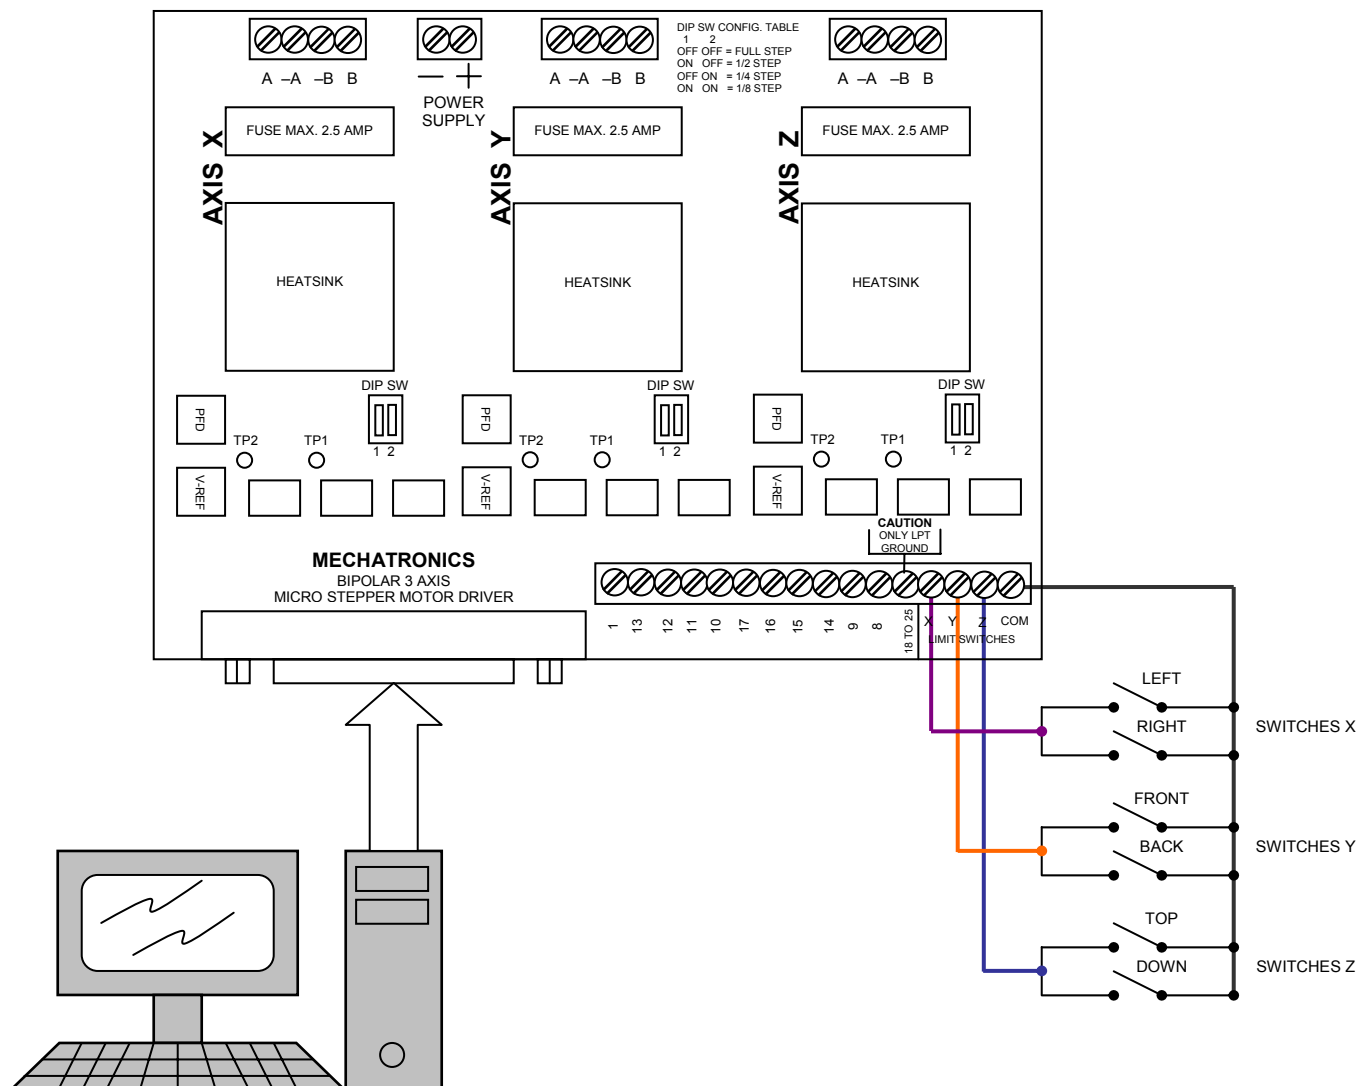 DIP SW CONFIG. TABLE
1 2
OFF OFF = FULL STEP
ON OFF = 1/2 STEP
OFF ON = 1/4 STEP
ON ON = 1/8 STEP
A –A –B B
— +
POWER
SUPPLY
A –A –B B
A –A –B B
AXIS X
FUSE MAX. 2.5 AMP
AXIS Y
FUSE MAX. 2.5 AMP
AXIS Z
FUSE MAX. 2.5 AMP
HEATSINK
HEATSINK
HEATSINK
DIP SW
DIP SW
DIP SW
PFD
PFD
PFD
1 2
1 2
1 2
TP2 TP1
TP2 TP1
TP2 TP1
V-REF
V-REF
V-REF
CAUTION
ONLY LPT
GROUND
MECHATRONICS
BIPOLAR 3 AXIS
MICRO STEPPER MOTOR DRIVER
1 13 12 11 10 17 16 15 14 9 8 18 TO 25 X Y Z COM
LIMIT SWITCHES
LEFT
RIGHT
SWITCHES X
FRONT
BACK
SWITCHES Y
TOP
DOWN
SWITCHES Z